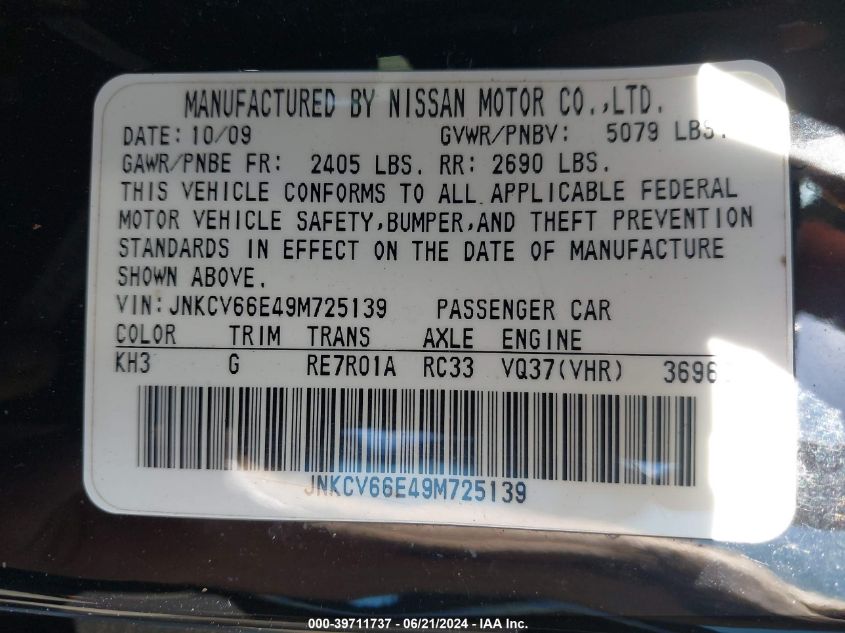 MANUFACTURED BY NISSAN MOTOR CO.,LTD.
DATE: 10/09 GVWR/PNBV: 5079 LBS.
GAWR/PNBE FR: 2405 LBS. RR: 2690 LBS.
THIS VEHICLE CONFORMS TO ALL APPLICABLE FEDERAL
MOTOR VEHICLE SAFETY,BUMPER,AND THEFT PREVENTION
STANDARDS IN EFFECT ON THE DATE OF MANUFACTURE
SHOWN ABOVE.
VIN:JNKCV66E49M725139 PASSENGER CAR
COLOR TRIM TRANS AXLE ENGINE
KH3 G RE7R01A RC33 VQ37(VHR)
JNKCV66E49M725139
000-39711737 - 06/21/2024 - IAA Inc.